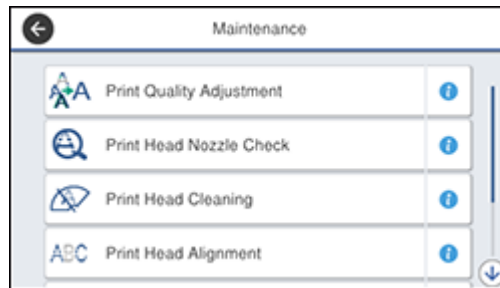 Maintenance
Print Quality Adjustment
Print Head Nozzle Check
Print Head Cleaning
Print Head Alignment